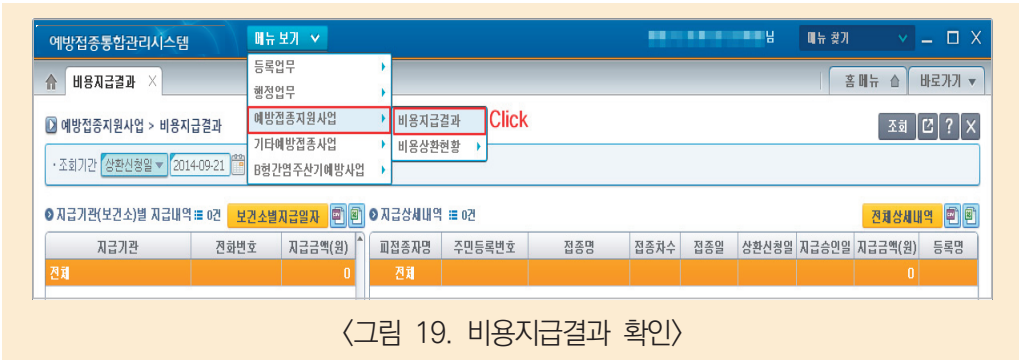 예방접종통합관리시스템 메뉴 보기 님 메뉴 찾기
비용지급결과 홈 메뉴 바로가기
등록업무
행정업무
예방접종지원사업 비용지급결과 Click
기타예방접종사업 비용상환현황
B형간염주산기예방사업
예방접종지원사업 > 비용지급결과 조회
· 조회기간 상환신청일 2014-09-21
지급기관(보건소)별 지급내역 0건 보건소별지급일자 지급상세내역 0건 전체상세내역
지급기관 전화번호 지급금액(원) 피접종자명 주민등록번호 접종명 접종차수 접종일 상환신청일 지급승인일 지급금액(원) 등록명
전체 0 전체 0
〈그림 19. 비용지급결과 확인〉